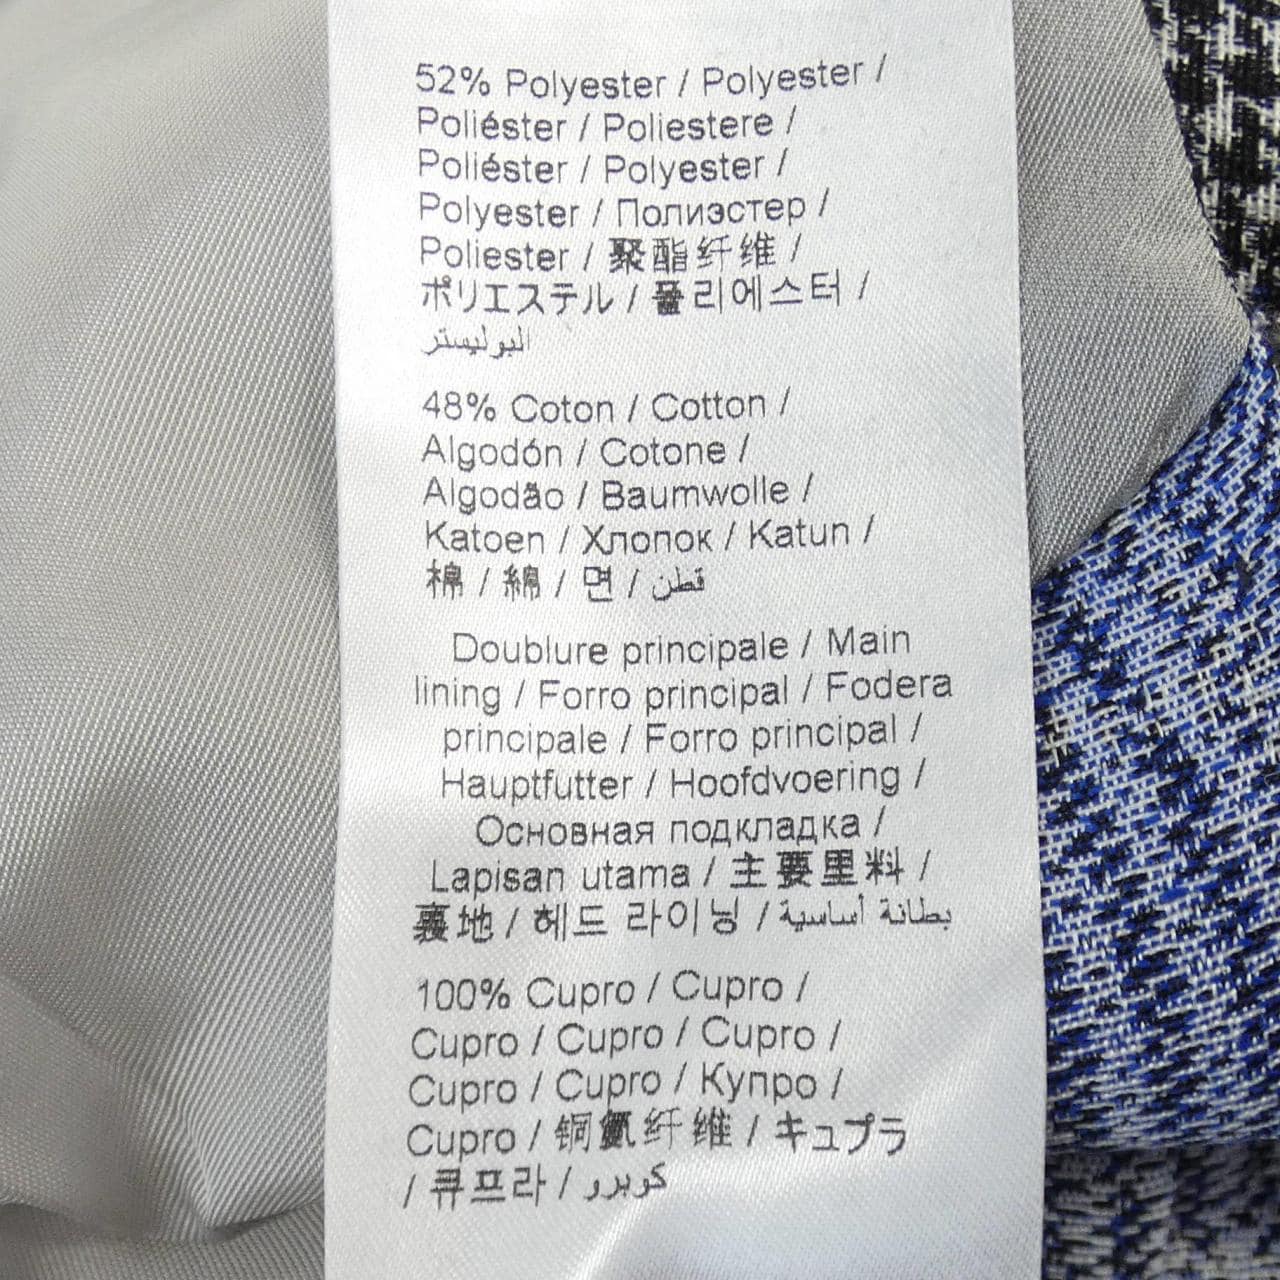 52% Polyester / Polyester /
Poliéster / Poliestere /
Poliéster / Polyester /
Polyester / Полиэстер /
Poliester / 聚酯纤维 /
ポリエステル / 폴리에스터 /
البوليستر
48% Coton / Cotton /
Algodón / Cotone /
Algodão / Baumwolle /
Katoen / Хлопок / Katun /
棉 / 綿 / 면 / قطن
Doublure principale / Main
lining / Forro principal / Fodera
principale / Forro principal /
Hauptfutter / Hoofdvoering /
Основная подкладка /
Lapisan utama / 主要里料 /
裏地 / 헤드 라이닝 / بطانة أساسية
100% Cupro / Cupro /
Cupro / Cupro / Cupro /
Cupro / Cupro / Купро /
Cupro / 铜氨纤维 / キュプラ
/ 큐프라 / كوبرو